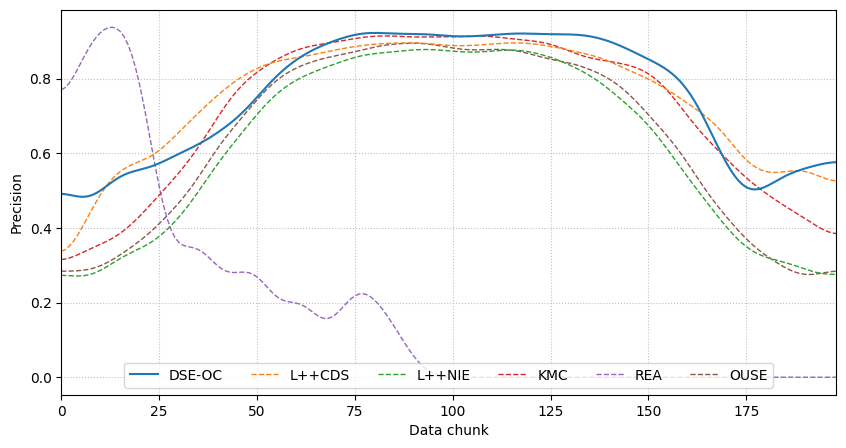 Precision
0.8
0.6
0.4
0.2
0.0
DSE-OC L++CDS L++NIE KMC REA OUSE
0 25 50 75 100 125 150 175
Data chunk